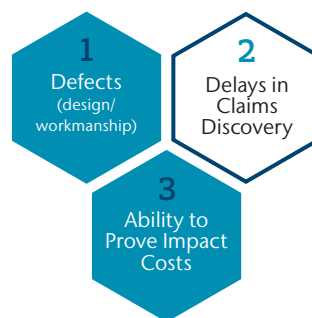 1
Defects
(design/
workmanship)
2
Delays in
Claims
Discovery
3
Ability to
Prove Impact
Costs